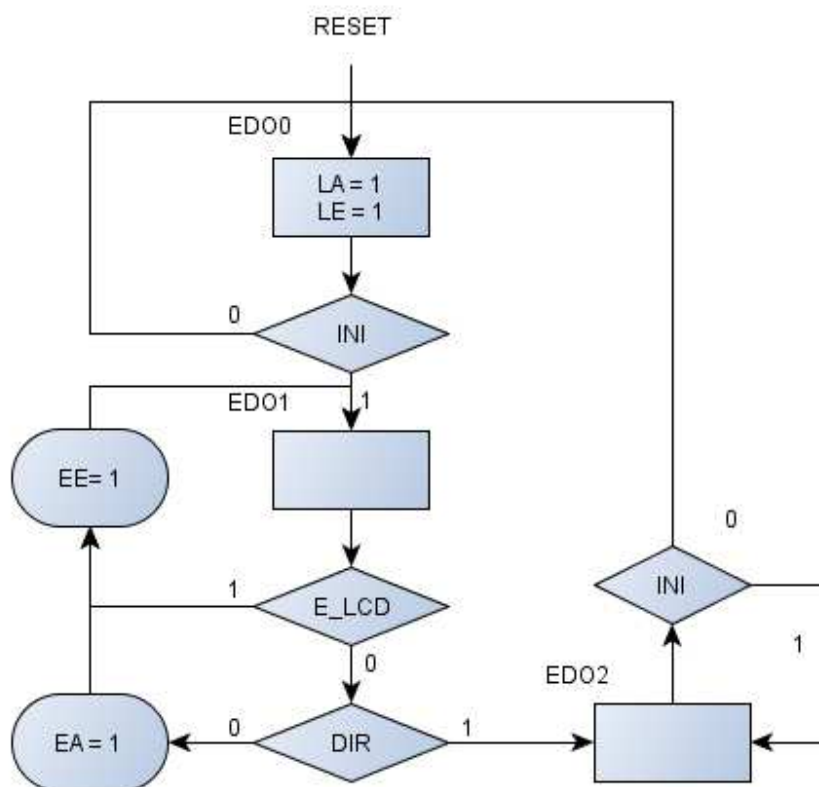 RESET
EDO0
LA = 1
LE = 1
0
INI
EDO1
1
EE= 1
0
INI
1
E_LCD
1
0
EDO2
EA = 1
0
DIR
1